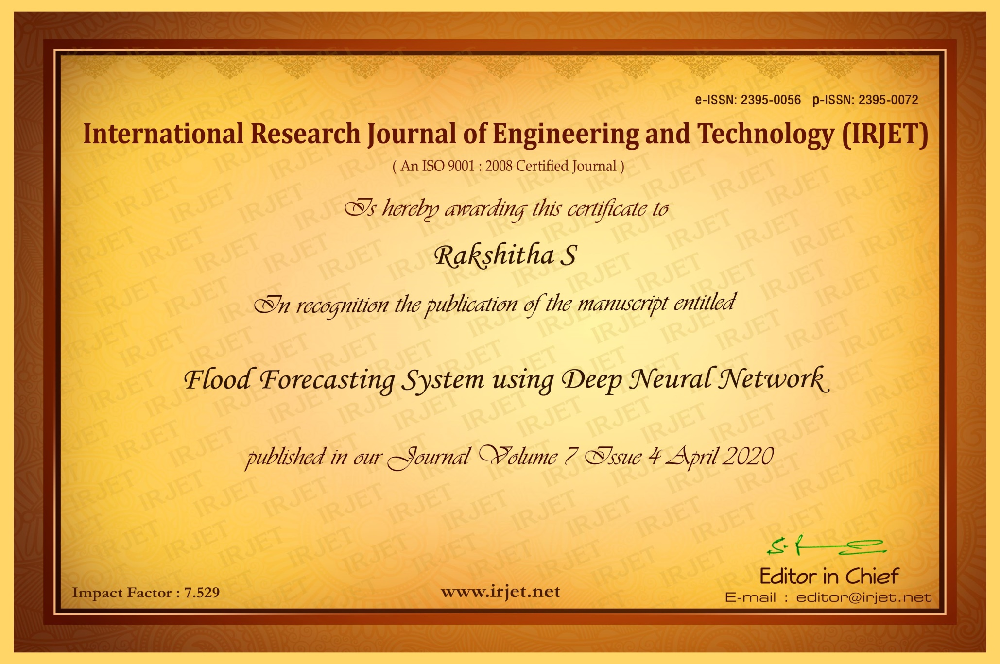 e-ISSN: 2395-0056 p-ISSN: 2395-0072
International Research Journal of Engineering and Technology (IRJET)
( An ISO 9001 : 2008 Certified Journal )
Is hereby awarding this certificate to
Rakshitha S
In recognition the publication of the manuscript entitled
Flood Forecasting System using Deep Neural Network
published in our Journal Volume 7 Issue 4 April 2020
Editor in Chief
Impact Factor : 7.529
www.irjet.net
E-mail : editor@irjet.net